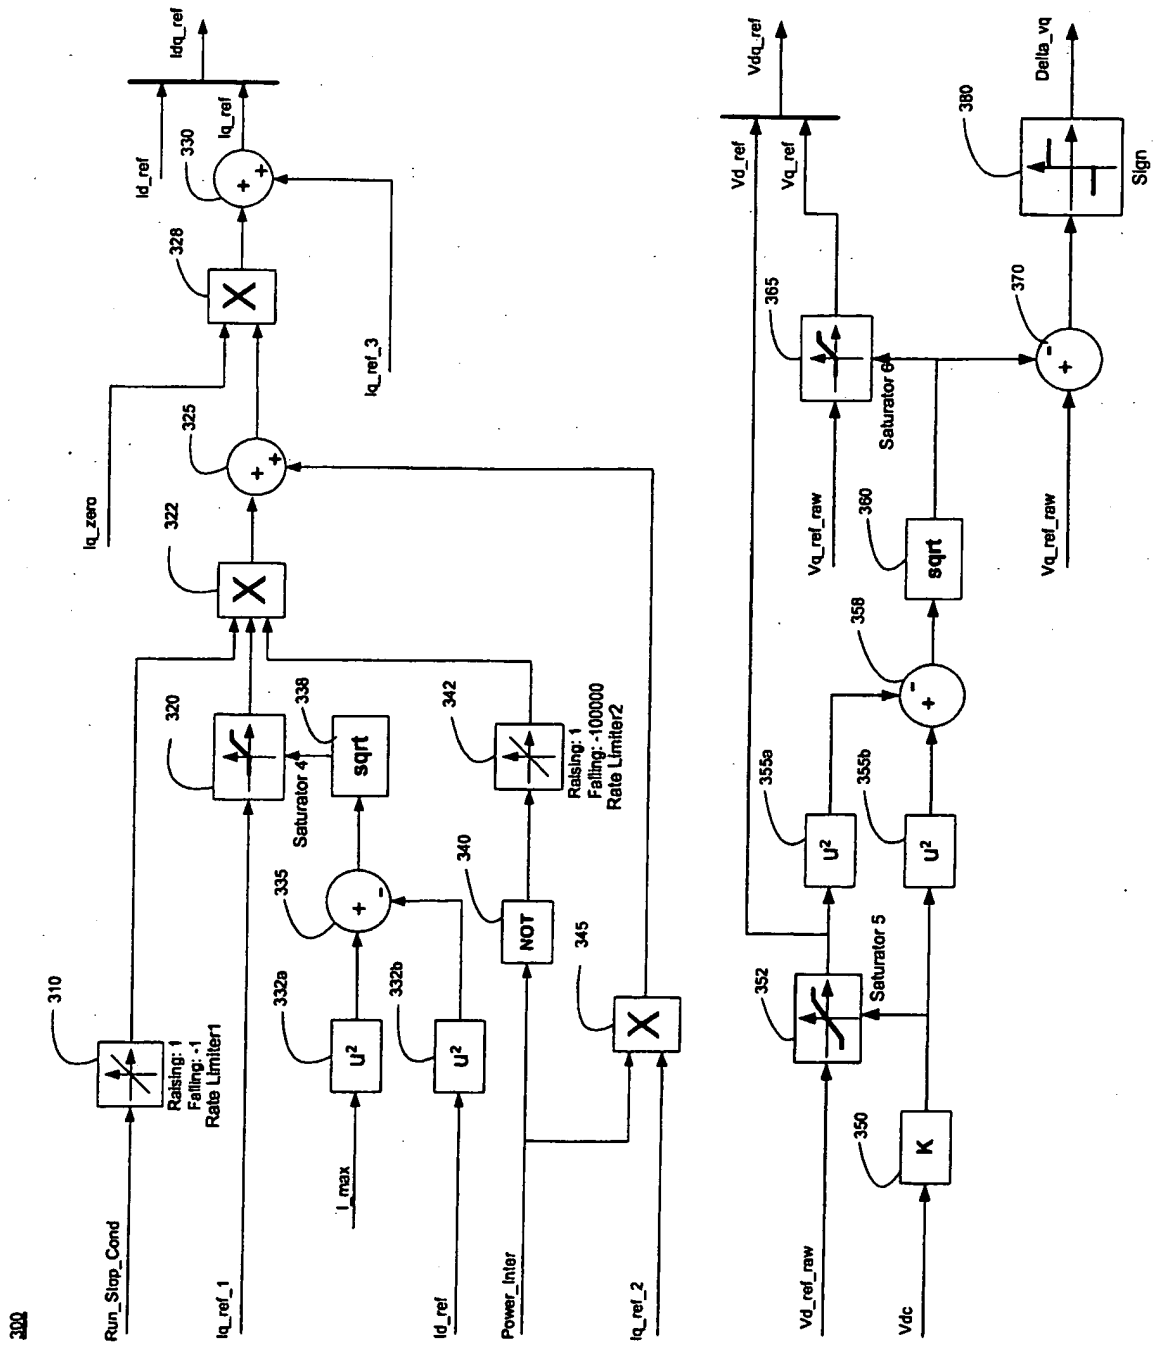 300
Run_Stop_Cond
310
Raising: 1
Falling: -1
Rate Limiter1
Iq_ref_1
320
Saturator 4
322
Iq_zero
325
328
Id_ref
330
Iq_ref
Idq_ref
I_max
332a
u²
335
+
-
338
sqrt
Id_ref
332b
u²
Power_Inter
340
NOT
342
Raising: 1
Falling: -100000
Rate Limiter2
Iq_ref_2
345
X
X
+
+
X
+
+
Iq_ref_3
Vd_ref_raw
352
Saturator 5
355a
u²
Vdc
350
K
355b
u²
358
+
-
360
sqrt
Vq_ref_raw
365
Saturator 6
Vd_ref
Vq_ref
Vdq_ref
Vq_ref_raw
370
+
-
380
Sign
Delta_vq